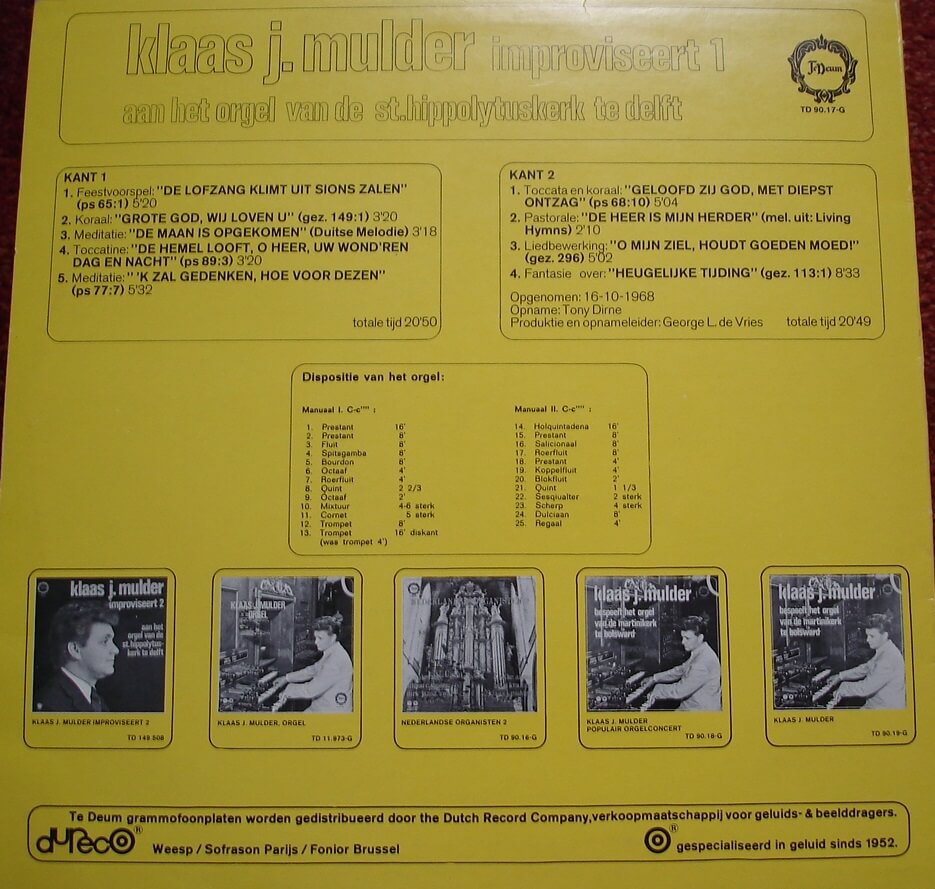 klaas j. mulder improviseert 1
aan het orgel van de st.hippolytuskerk te delft
Te Deum
TD 90.17-G
KANT 1
1. Feestvoorspel: "DE LOFZANG KLIMT UIT SIONS ZALEN"
(ps 65:1) 5'20
2. Koraal: "GROTE GOD, WIJ LOVEN U" (gez. 149:1) 3'20
3. Meditatie: "DE MAAN IS OPGEKOMEN" (Duitse Melodie) 3'18
4. Toccatine: "DE HEMEL LOOFT, O HEER, UW WOND'REN
DAG EN NACHT" (ps 89:3) 3'20
5. Meditatie: " 'K ZAL GEDENKEN, HOE VOOR DEZEN"
(ps 77:7) 5'32
totale tijd 20'50
KANT 2
1. Toccata en koraal: "GELOOFD ZIJ GOD, MET DIEPST
ONTZAG" (ps 68:10) 5'04
2. Pastorale: "DE HEER IS MIJN HERDER" (mel. uit: Living
Hymns) 2'10
3. Liedbewerking: "O MIJN ZIEL, HOUDT GOEDEN MOED!"
(gez. 296) 5'02
4. Fantasie over: "HEUGELIJKE TIJDING" (gez. 113:1) 8'33
Opgenomen: 16-10-1968
Opname: Tony Dirne
Produktie en opnameleider: George L. de Vries totale tijd 20'49
Dispositie van het orgel:
Manuaal I. C-c'''' :
1. Prestant 16'
2. Prestant 8'
3. Fluit 8'
4. Spitsgamba 8'
5. Bourdon 8'
6. Octaaf 4'
7. Roerfluit 4'
8. Quint 2 2/3
9. Octaaf 2'
10. Mixtuur 4-6 sterk
11. Cornet 5 sterk
12. Trompet 8'
13. Trompet 16' diskant
(was trompet 4')
Manuaal II. C-c'''' :
14. Holquintadena 16'
15. Prestant 8'
16. Salicionaal 8'
17. Roerfluit 8'
18. Prestant 4'
19. Koppelfluit 4'
20. Blokfluit 2'
21. Quint 1 1/3
22. Sesquialter 2 sterk
23. Scherp 4 sterk
24. Dulciaan 8'
25. Regaal 4'
klaas j. mulder
improviseert 2
aan het
orgel van de
st.hippolytus-
kerk te delft
KLAAS J. MULDER IMPROVISEERT 2
TD 149.508
KLAAS J. MULDER
ORGEL
KLAAS J. MULDER, ORGEL
TD 11.973-G
NEDERLANDSE ORGANISTEN
NEDERLANDSE ORGANISTEN 2
TD 90.16-G
klaas j. mulder
bespeelt het orgel
van de martinikerk
te bolsward
KLAAS J. MULDER
POPULAIR ORGELCONCERT
TD 90.18-G
klaas j. mulder
bespeelt het orgel
van de martinikerk
te bolsward
KLAAS J. MULDER
TD 90.19-G
Te Deum grammofoonplaten worden gedistribueerd door the Dutch Record Company, verkoopmaatschappij voor geluids- & beelddragers.
dureco® Weesp / Sofrason Parijs / Fonior Brussel
® gespecialiseerd in geluid sinds 1952.